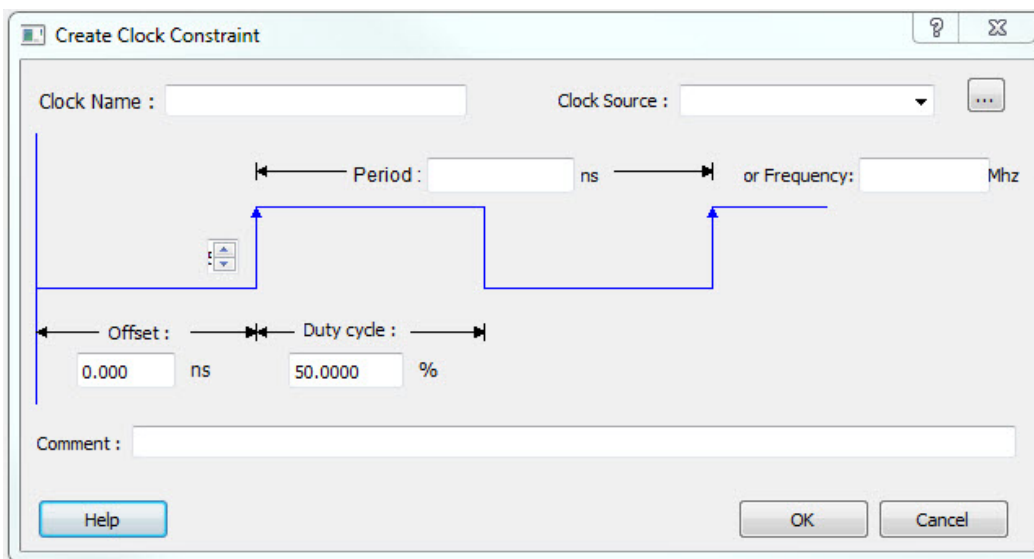 Create Clock Constraint
Clock Name :
Clock Source :
...
Period :
ns
or Frequency:
Mhz
Offset :
Duty cycle :
0.000
ns
50.0000
%
Comment :
Help
OK
Cancel